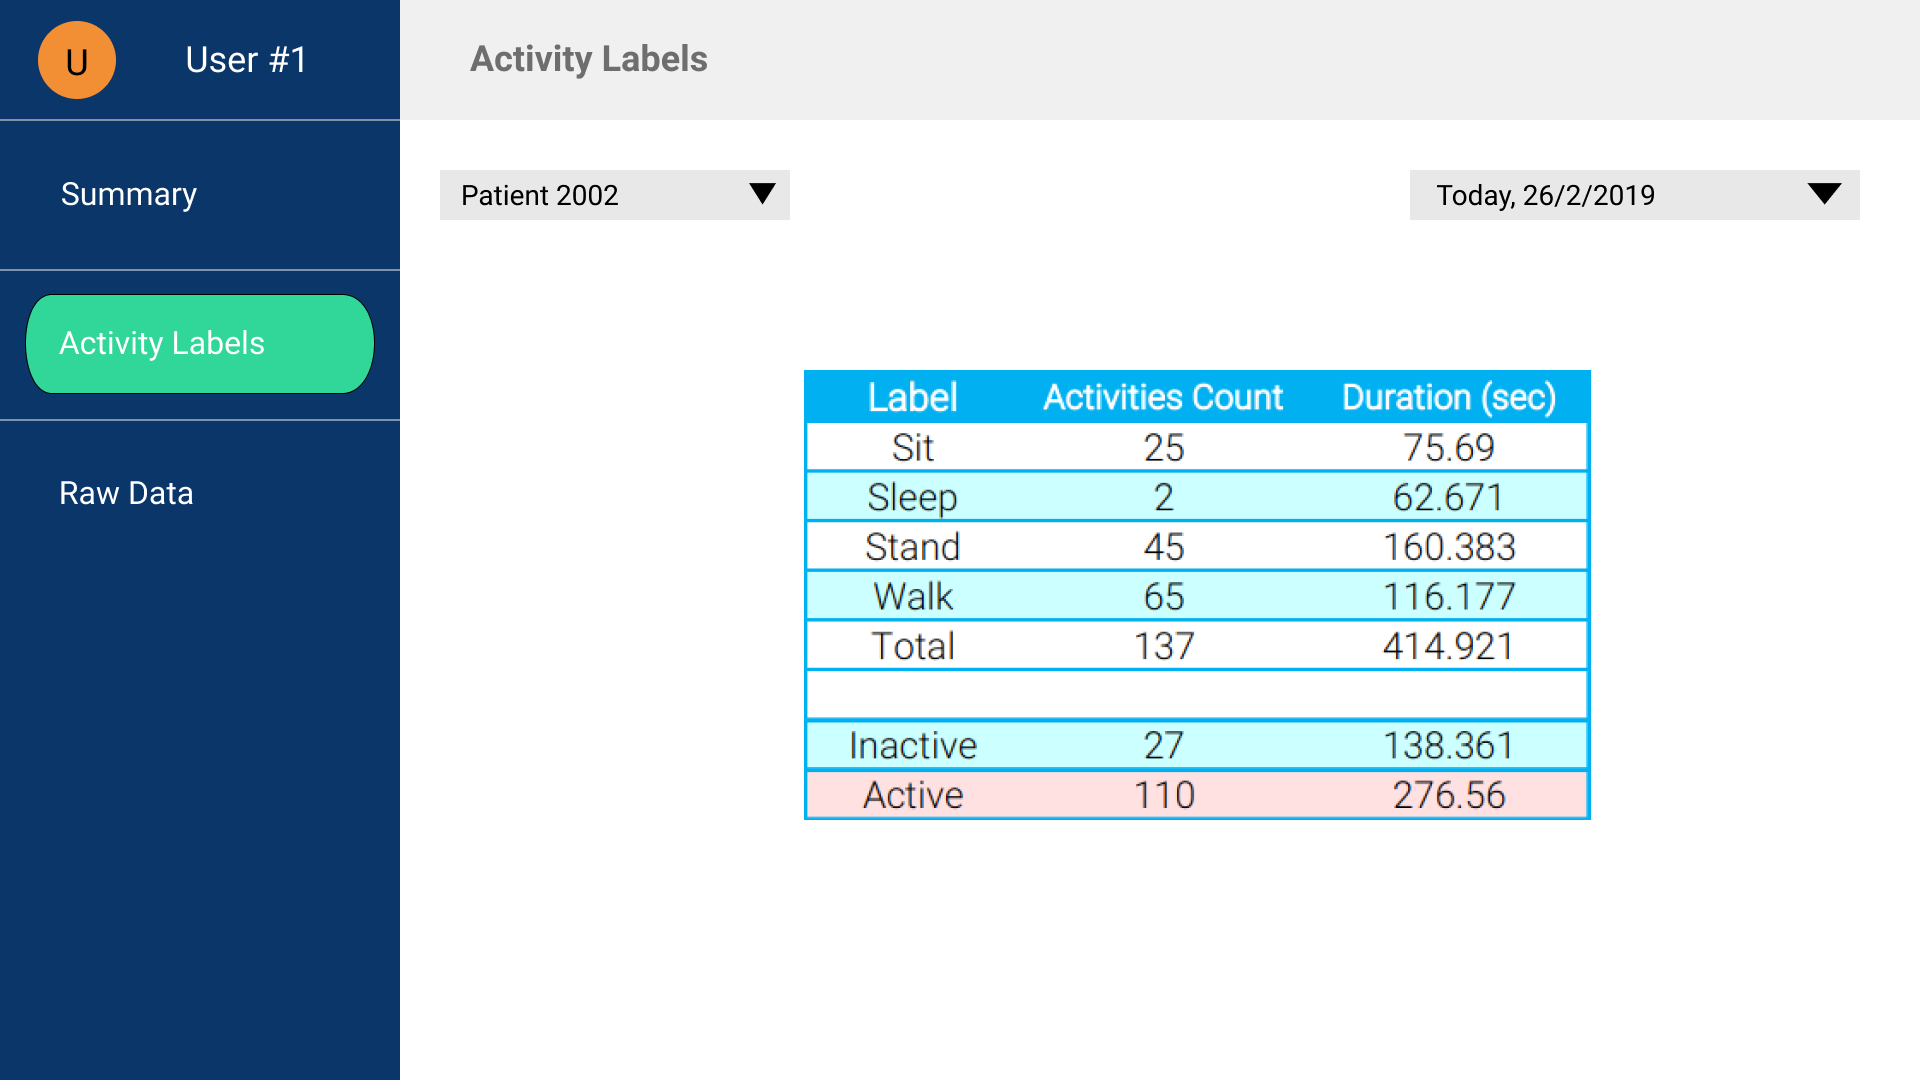 U
User #1
Summary
Activity Labels
Raw Data
Activity Labels
Patient 2002
Today, 26/2/2019
Label Activities Count Duration (sec)
Sit 25 75.69
Sleep 2 62.671
Stand 45 160.383
Walk 65 116.177
Total 137 414.921
Inactive 27 138.361
Active 110 276.56